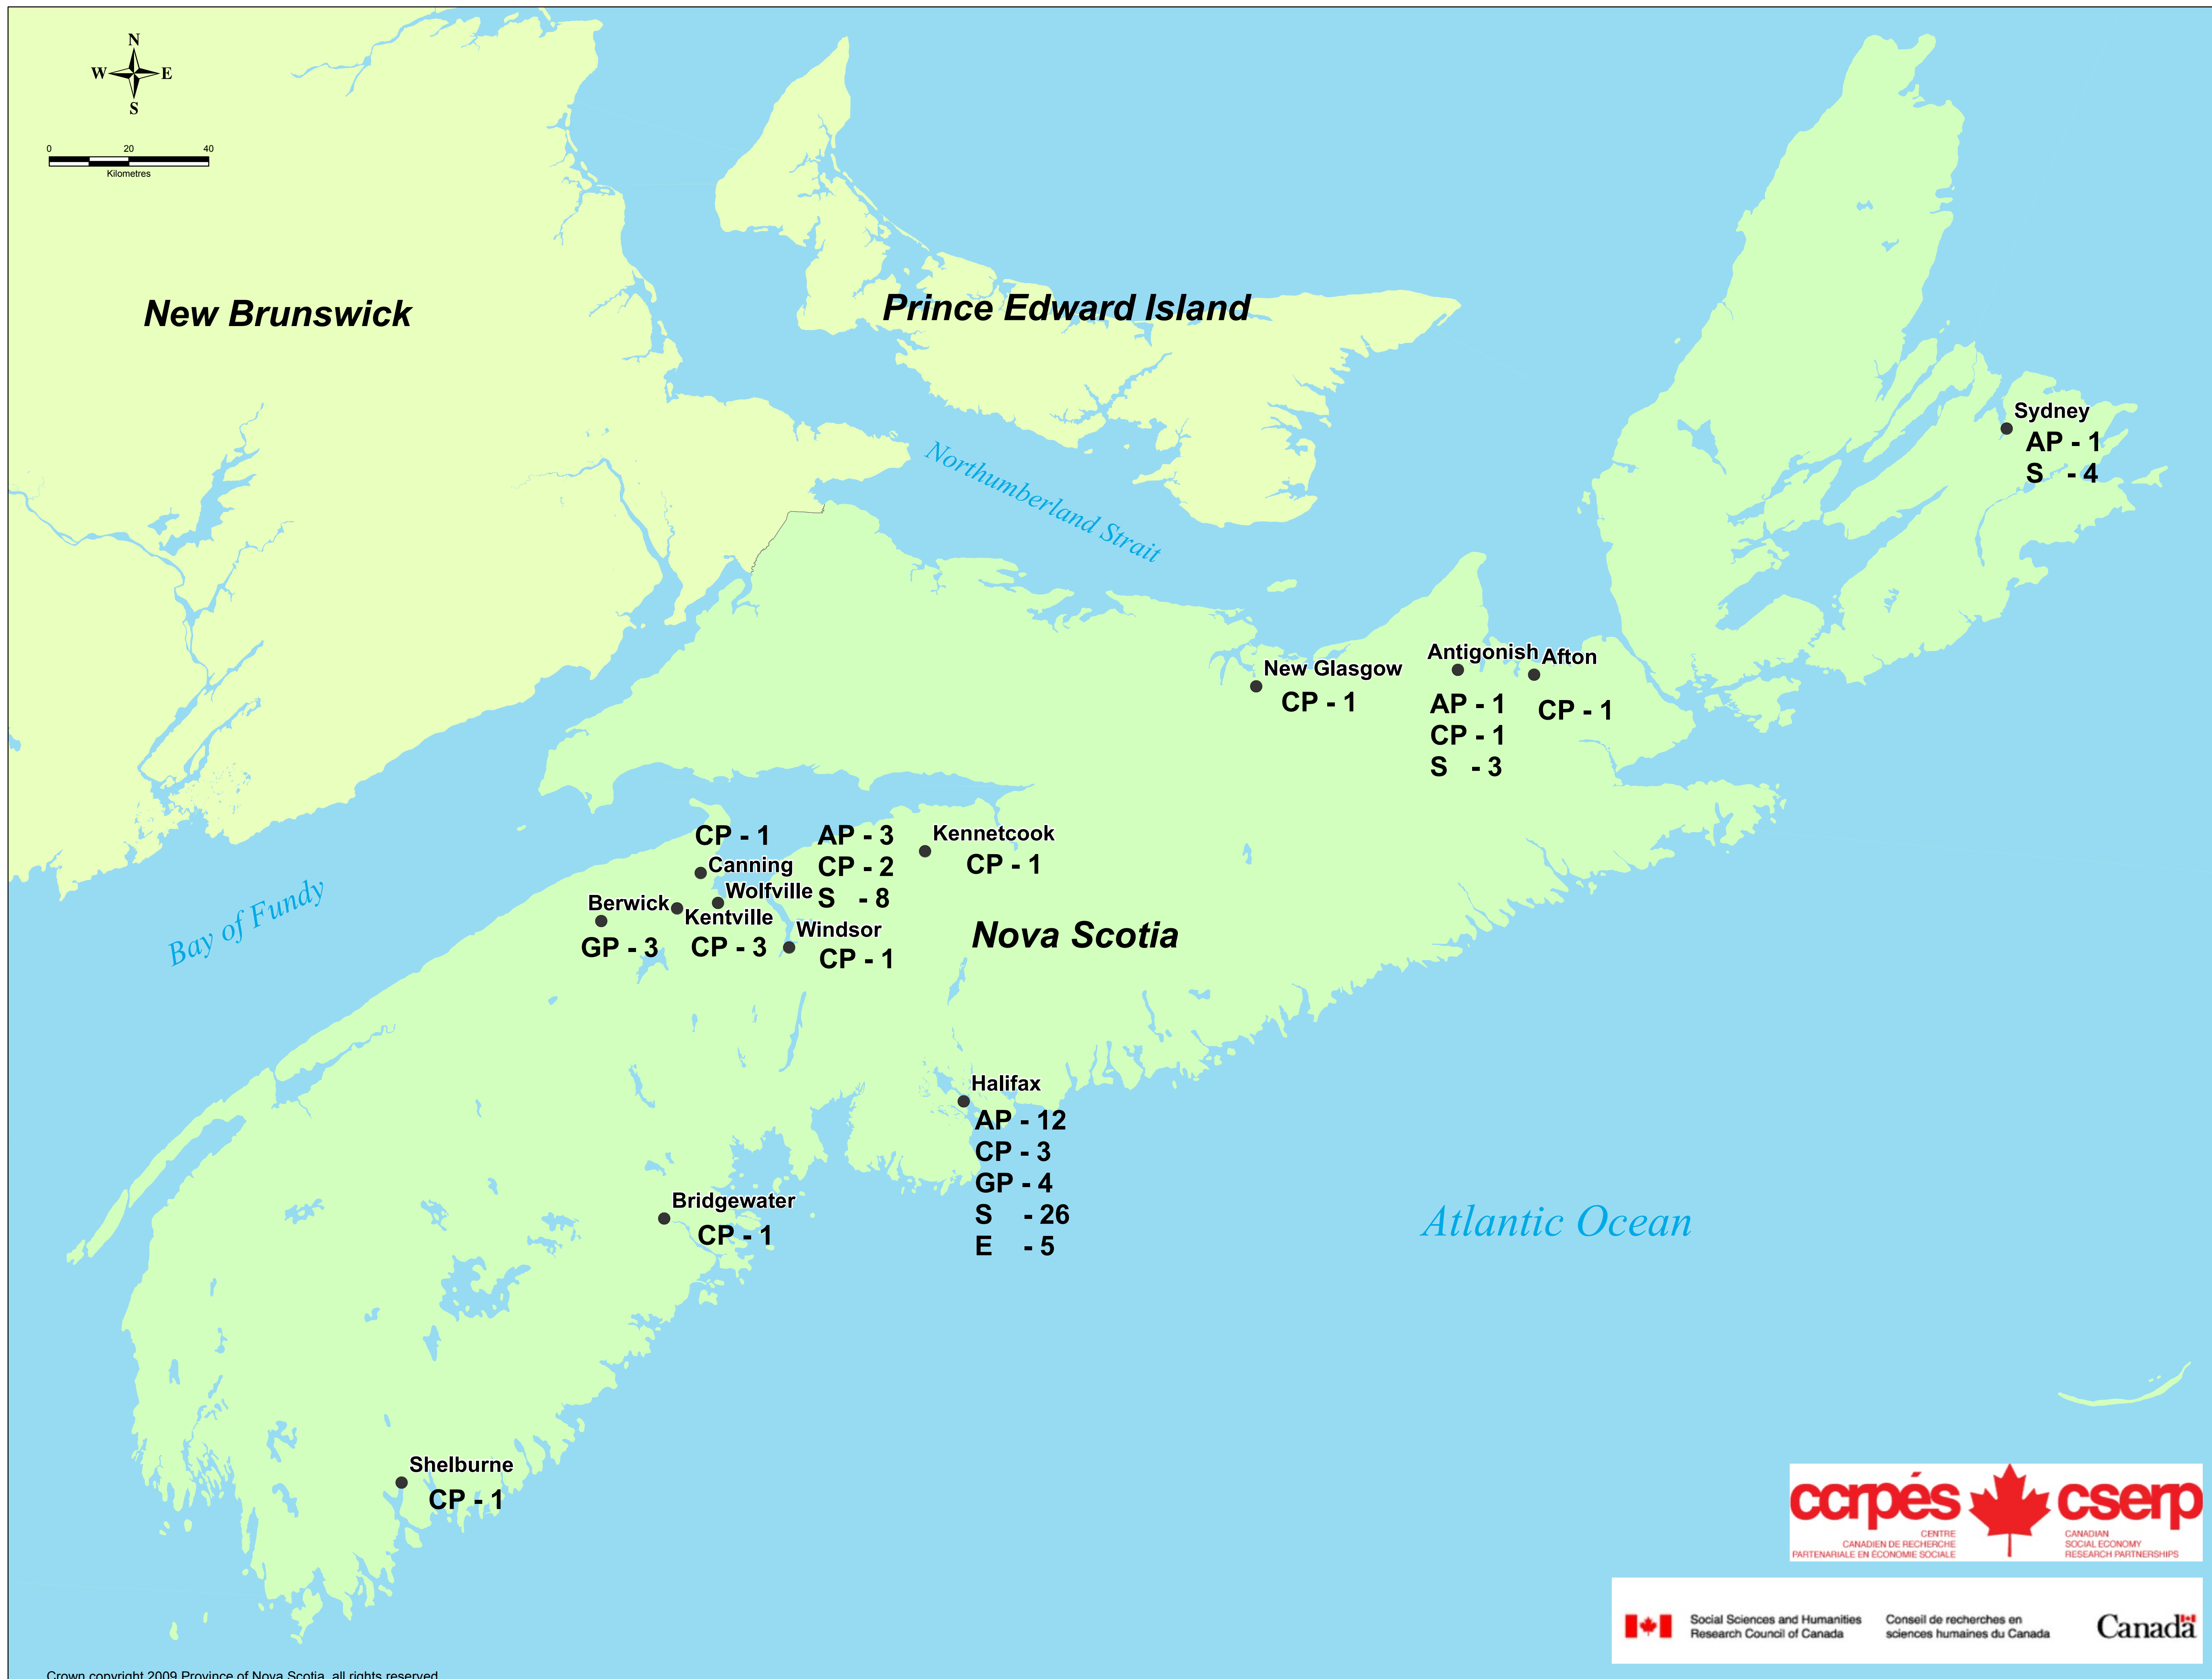 N
W E
S
0 20 40
Kilometres
New Brunswick
Prince Edward Island
Northumberland Strait
Sydney
AP - 1
S - 4
New Glasgow
CP - 1
Antigonish
AP - 1
CP - 1
S - 3
Afton
CP - 1
CP - 1
Canning
AP - 3
CP - 2
S - 8
Wolfville
Kennetcook
CP - 1
Berwick
GP - 3
Kentville
CP - 3
Windsor
CP - 1
Nova Scotia
Bay of Fundy
Halifax
AP - 12
CP - 3
GP - 4
S - 26
E - 5
Bridgewater
CP - 1
Atlantic Ocean
Shelburne
CP - 1
ccrpés cserp
CENTRE
CANADIEN DE RECHERCHE
PARTENARIALE EN ÉCONOMIE SOCIALE
CANADIAN
SOCIAL ECONOMY
RESEARCH PARTNERSHIPS
Social Sciences and Humanities
Research Council of Canada
Conseil de recherches en
sciences humaines du Canada
Canada
Crown copyright 2009 Province of Nova Scotia, all rights reserved